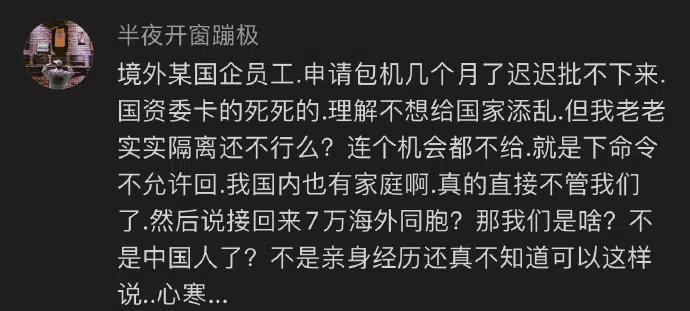 半夜开窗蹦极
境外某国企员工.申请包机几个月了迟迟批不下来.
国资委卡的死死的.理解不想给国家添乱.但我老老
实实隔离还不行么？连个机会都不给.就是下命令
不允许回.我国内也有家庭啊.真的直接不管我们
了.然后说接回来7万海外同胞？那我们是啥？不
是中国人了？不是亲身经历还真不知道可以这样
说..心寒...